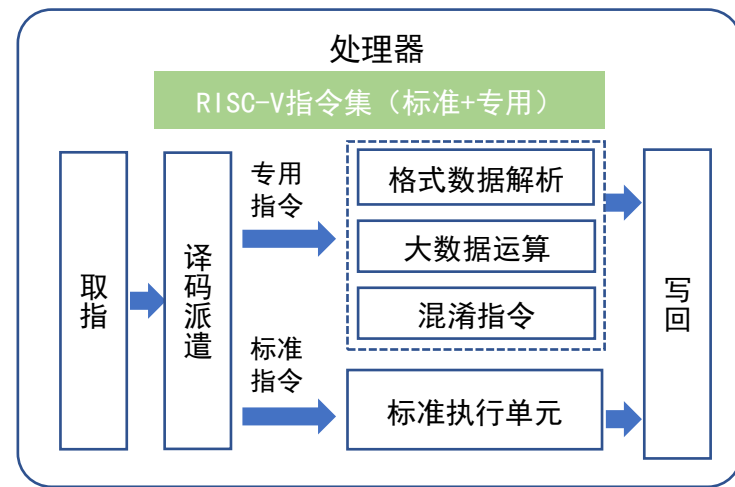 处理器
RISC-V指令集（标准+专用）
取指
译码派遣
专用
指令
格式数据解析
大数据运算
混淆指令
标准
指令
标准执行单元
写回